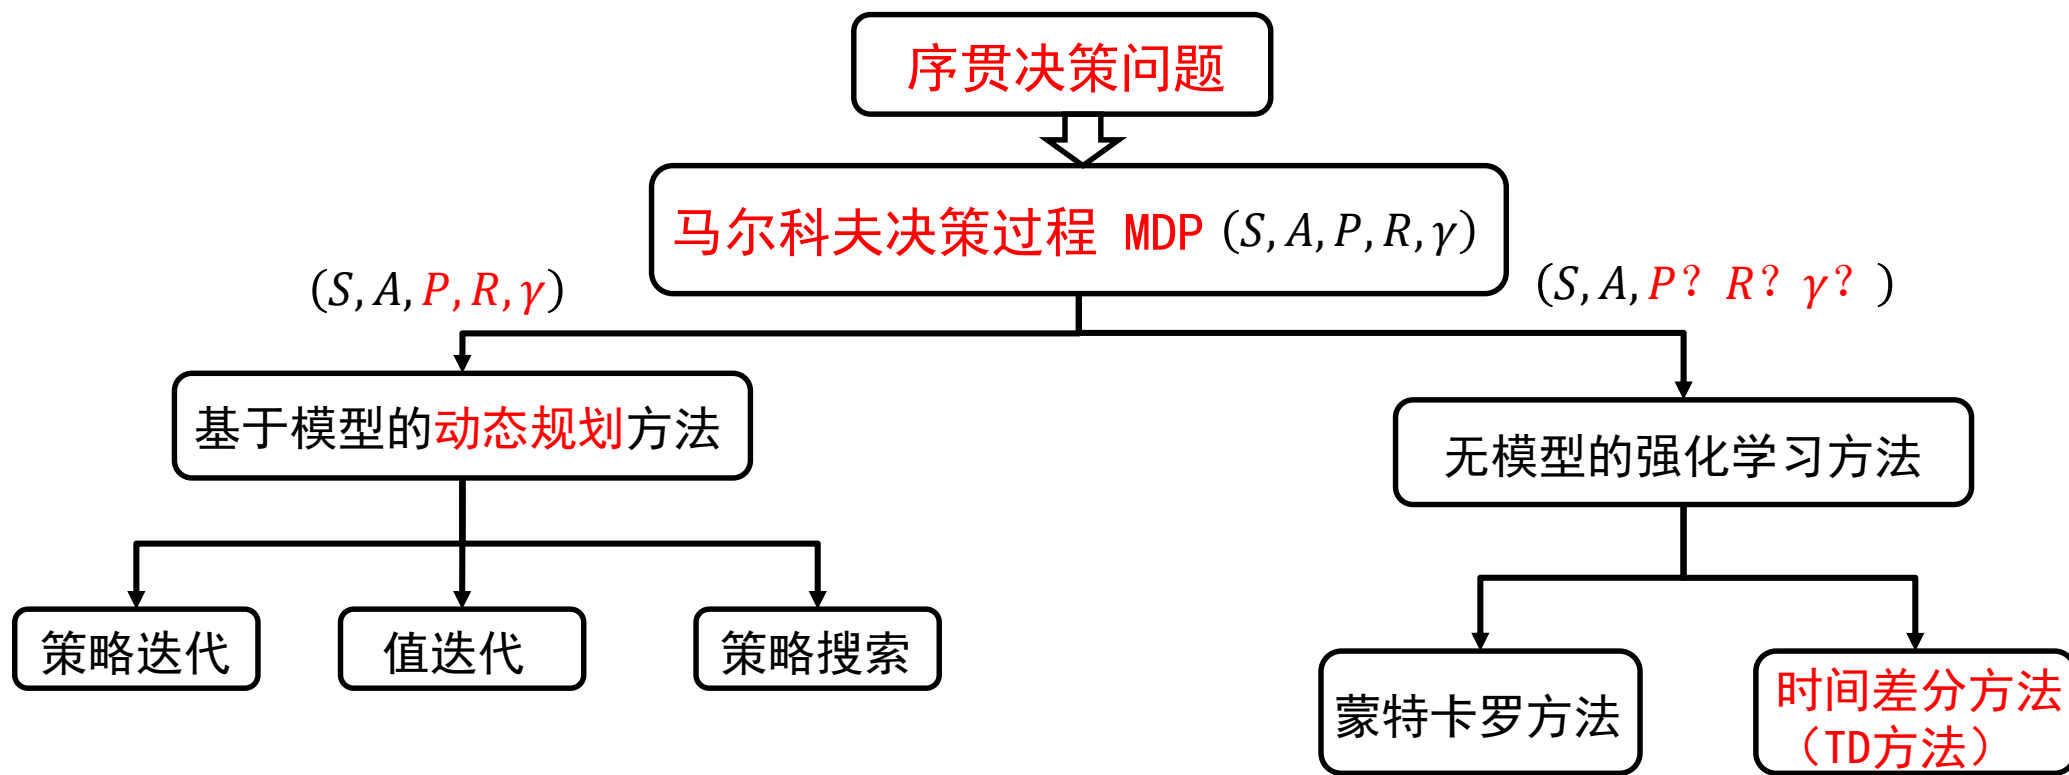 序贯决策问题
马尔科夫决策过程 MDP (S, A, P, R, γ)
(S, A, P, R, γ)
(S, A, P? R? γ? )
基于模型的动态规划方法
无模型的强化学习方法
策略迭代
值迭代
策略搜索
蒙特卡罗方法
时间差分方法
（TD方法）